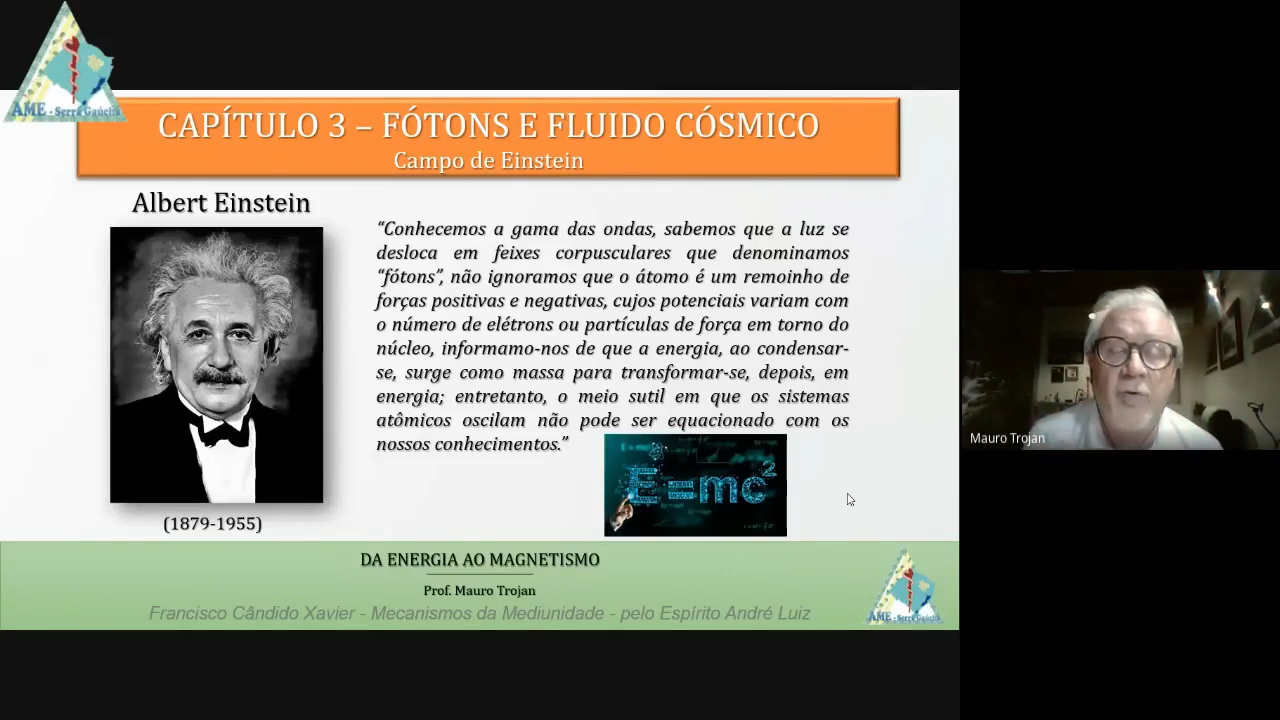 AME - Serra Gaúcha
CAPÍTULO 3 – FÓTONS E FLUIDO CÓSMICO
Campo de Einstein
Albert Einstein
“Conhecemos a gama das ondas, sabemos que a luz se
desloca em feixes corpusculares que denominamos
“fótons”, não ignoramos que o átomo é um remoinho de
forças positivas e negativas, cujos potenciais variam com
o número de elétrons ou partículas de força em torno do
núcleo, informamo-nos de que a energia, ao condensar-
se, surge como massa para transformar-se, depois, em
energia; entretanto, o meio sutil em que os sistemas
atômicos oscilam não pode ser equacionado com os
nossos conhecimentos.”
E=mc²
(1879-1955)
Mauro Trojan
DA ENERGIA AO MAGNETISMO
Prof. Mauro Trojan
Francisco Cândido Xavier - Mecanismos da Mediunidade - pelo Espírito André Luiz
AME - Serra Gaúcha